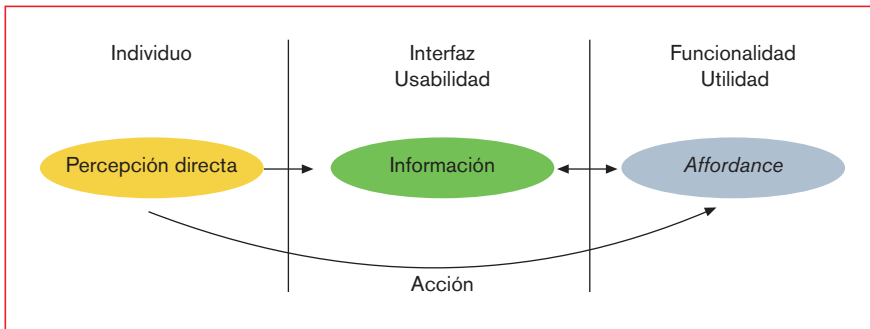 Individuo
Interfaz
Usabilidad
Funcionalidad
Utilidad
Percepción directa
Información
Affordance
Acción